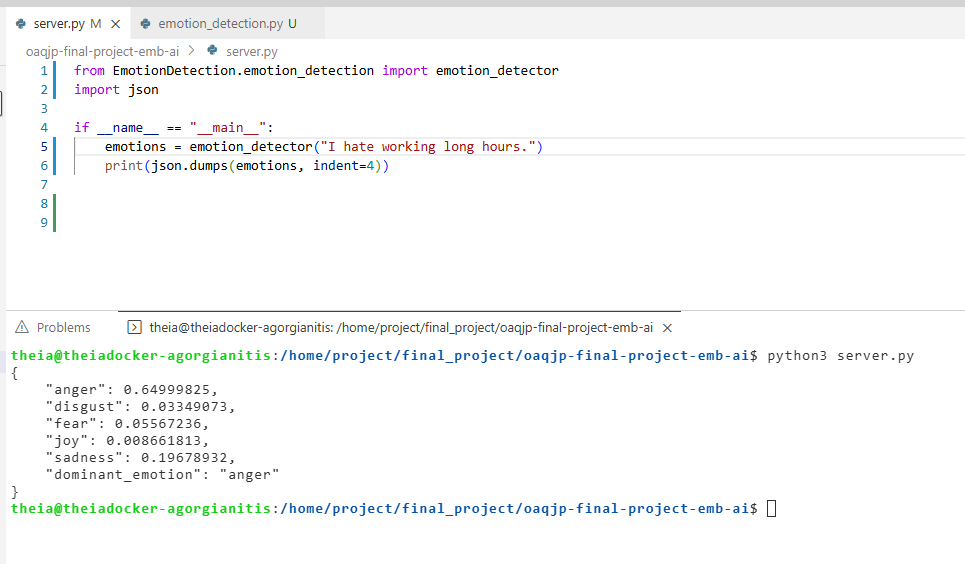 server.py M
emotion_detection.py U
oaqjp-final-project-emb-ai > server.py
1 from EmotionDetection.emotion_detection import emotion_detector
2 import json
3
4 if __name__ == "__main__":
5     emotions = emotion_detector("I hate working long hours.")
6     print(json.dumps(emotions, indent=4))
7
8
9
Problems
theia@theiadocker-agorgianitis: /home/project/final_project/oaqjp-final-project-emb-ai
theia@theiadocker-agorgianitis:/home/project/final_project/oaqjp-final-project-emb-ai$ python3 server.py
{
    "anger": 0.64999825,
    "disgust": 0.03349073,
    "fear": 0.05567236,
    "joy": 0.008661813,
    "sadness": 0.19678932,
    "dominant_emotion": "anger"
}
theia@theiadocker-agorgianitis:/home/project/final_project/oaqjp-final-project-emb-ai$